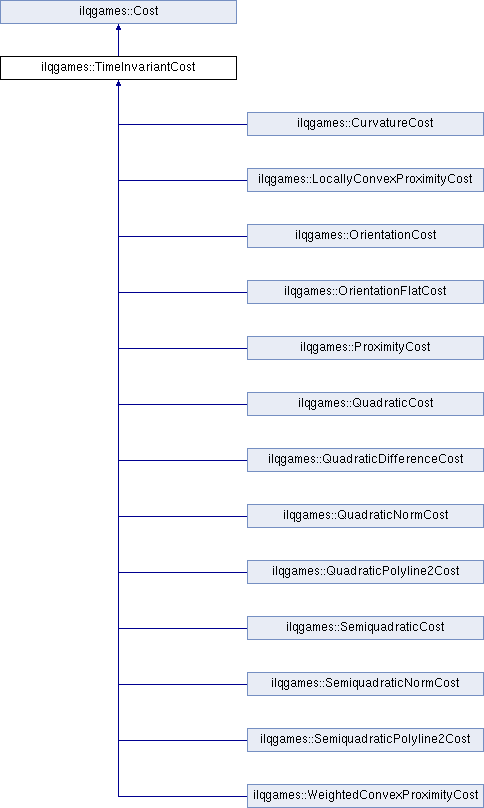 ilqgames::Cost
ilqgames::TimeInvariantCost
ilqgames::CurvatureCost
ilqgames::LocallyConvexProximityCost
ilqgames::OrientationCost
ilqgames::OrientationFlatCost
ilqgames::ProximityCost
ilqgames::QuadraticCost
ilqgames::QuadraticDifferenceCost
ilqgames::QuadraticNormCost
ilqgames::QuadraticPolyline2Cost
ilqgames::SemiquadraticCost
ilqgames::SemiquadraticNormCost
ilqgames::SemiquadraticPolyline2Cost
ilqgames::WeightedConvexProximityCost